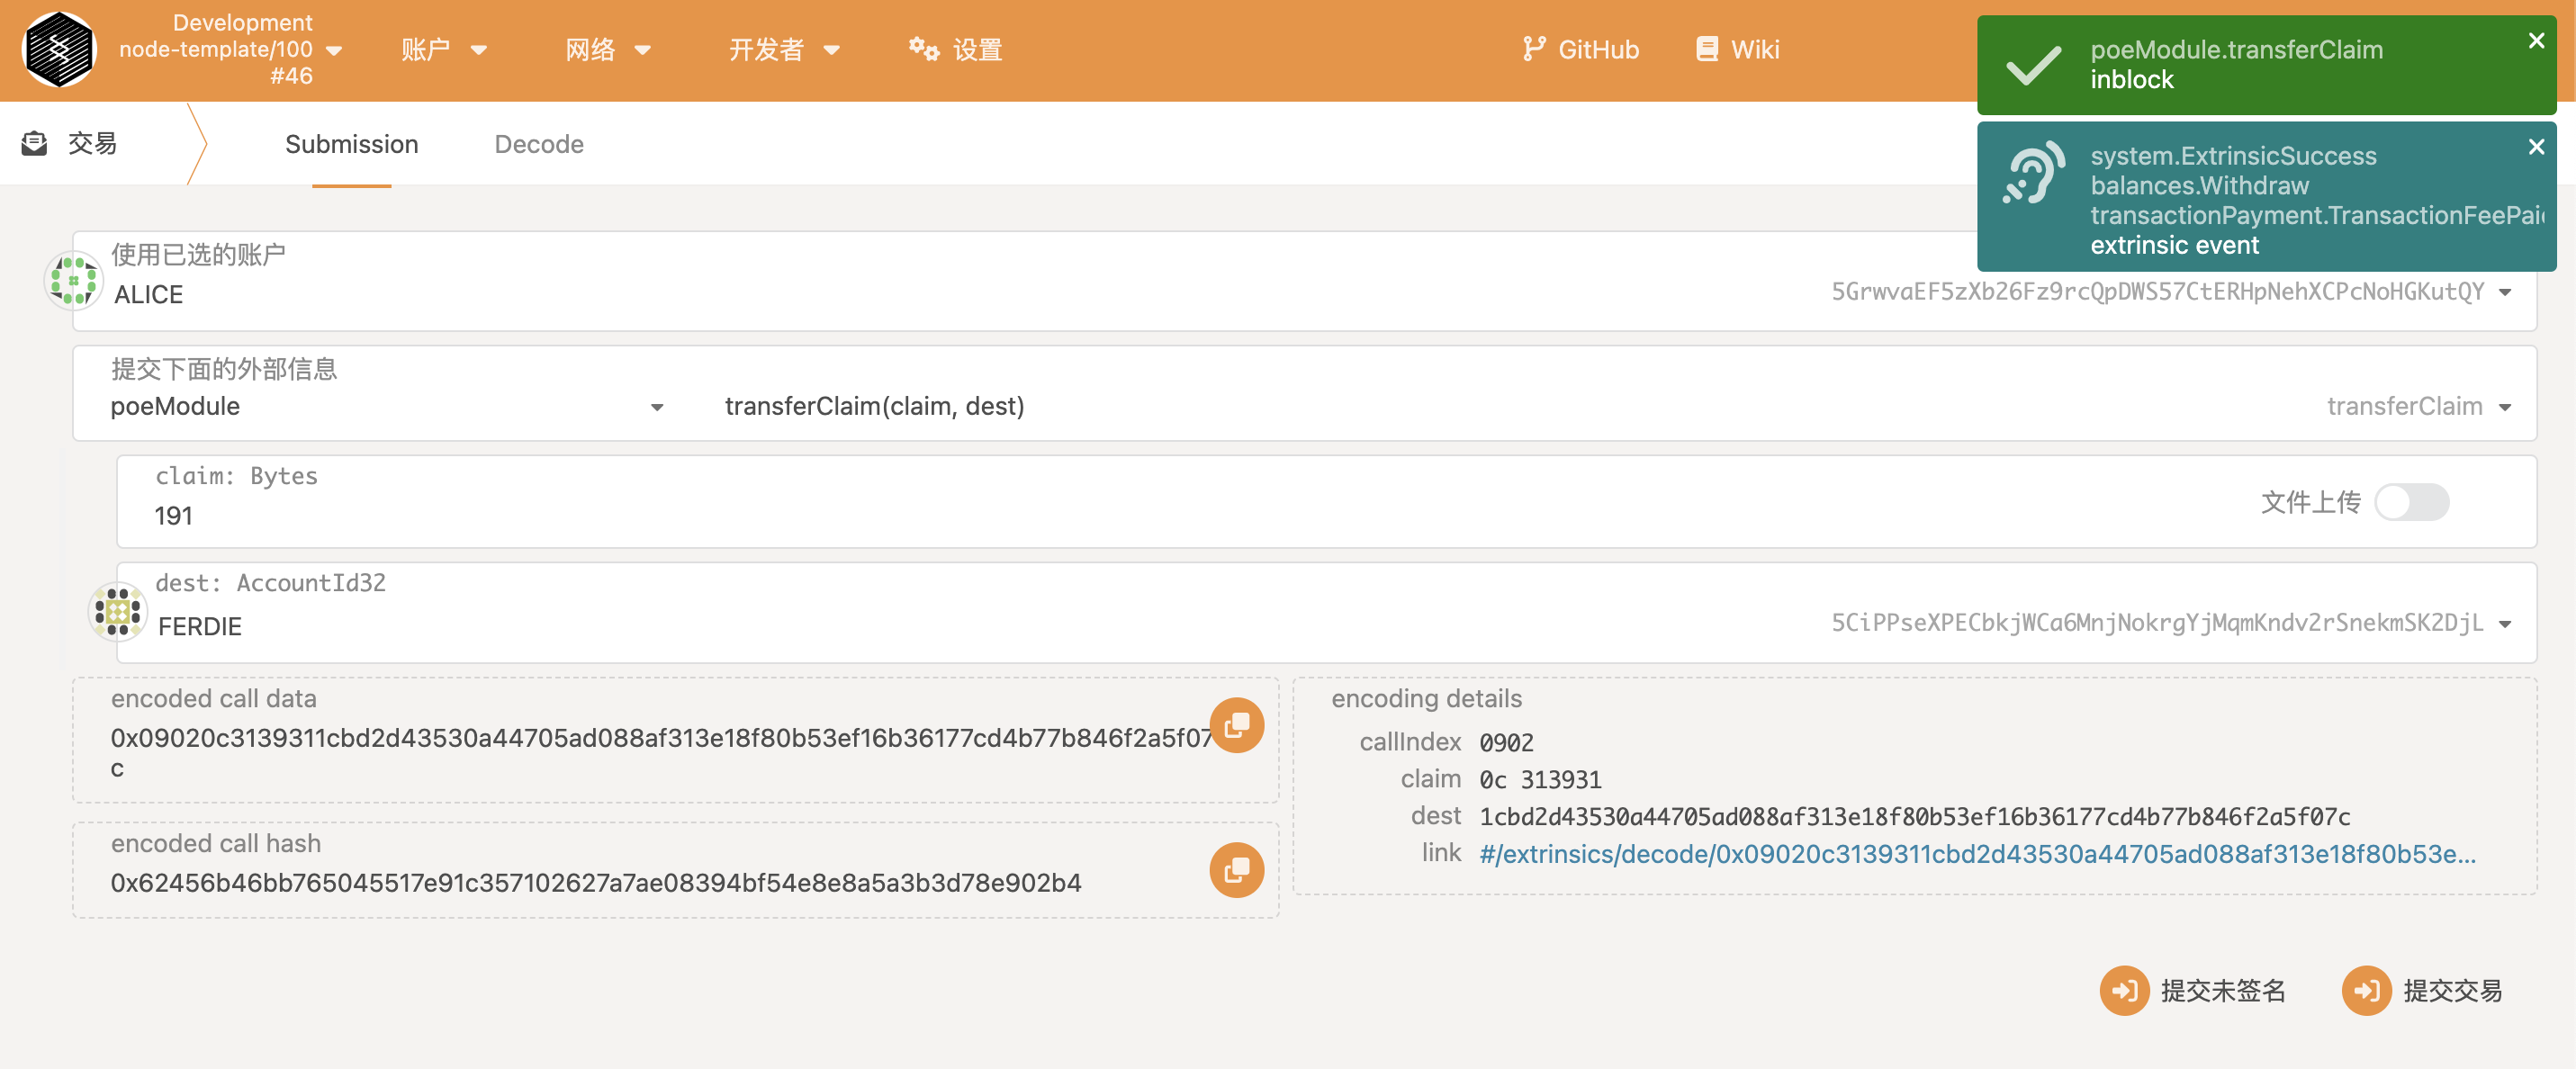 Development
node-template/100
#46
账户
网络
开发者
设置
GitHub
Wiki
poeModule.transferClaim
inblock
system.ExtrinsicSuccess
balances.Withdraw
transactionPayment.TransactionFeePaid
extrinsic event
交易
Submission
Decode
使用已选的账户
ALICE
5GrwvaEF5zXb26Fz9rcQpDWS57CtERHpNehXCPcNoHGKutQY
提交下面的外部信息
poeModule
transferClaim(claim, dest)
transferClaim
claim: Bytes
191
文件上传
dest: AccountId32
FERDIE
5CiPPseXPECbkjWCa6MnjNokrgYjMqmKndv2rSnekmSK2DjL
encoded call data
0x09020c3139311cbd2d43530a44705ad088af313e18f80b53ef16b36177cd4b77b846f2a5f07
c
encoded call hash
0x62456b46bb765045517e91c357102627a7ae08394bf54e8e8a5a3b3d78e902b4
encoding details
callIndex 0902
claim 0c 313931
dest 1cbd2d43530a44705ad088af313e18f80b53ef16b36177cd4b77b846f2a5f07c
link #/extrinsics/decode/0x09020c3139311cbd2d43530a44705ad088af313e18f80b53e...
提交未签名
提交交易